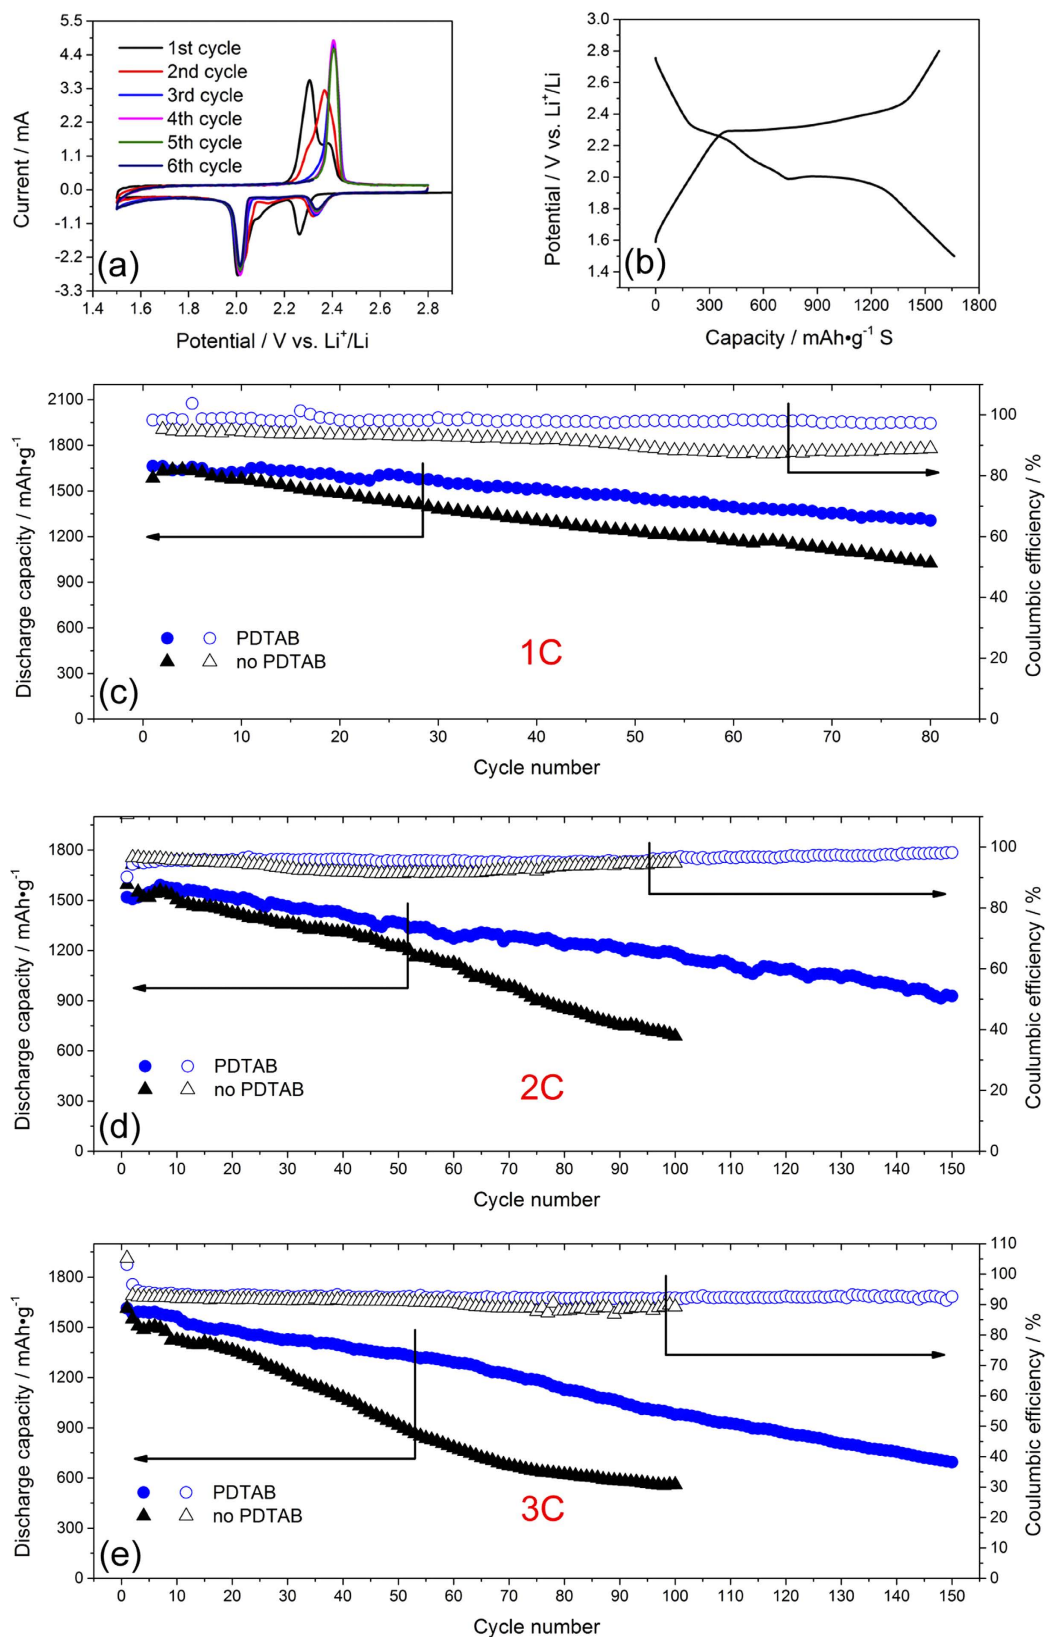 5.5
4.4
3.3
2.2
1.1
0.0
-1.1
-2.2
-3.3
Current / mA
1st cycle
2nd cycle
3rd cycle
4th cycle
5th cycle
6th cycle
(a)
1.4 1.6 1.8 2.0 2.2 2.4 2.6 2.8
Potential / V vs. Li⁺/Li
3.0
2.8
2.6
2.4
2.2
2.0
1.8
1.6
1.4
Potential / V vs. Li⁺/Li
(b)
0 300 600 900 1200 1500 1800
Capacity / mAh•g⁻¹ S
2100
1800
1500
1200
900
600
300
0
Discharge capacity / mAh•g⁻¹
100
80
60
40
20
0
Coulumbic efficiency / %
PDTAB
no PDTAB
1C
(c)
0 10 20 30 40 50 60 70 80
Cycle number
1800
1500
1200
900
600
300
0
Discharge capacity / mAh•g⁻¹
100
80
60
40
20
0
Coulumbic efficiency / %
PDTAB
no PDTAB
2C
(d)
0 10 20 30 40 50 60 70 80 90 100 110 120 130 140 150
Cycle number
1800
1500
1200
900
600
300
0
Discharge capacity / mAh•g⁻¹
110
100
90
80
70
60
50
40
30
20
10
0
Coulumbic efficiency / %
PDTAB
no PDTAB
3C
(e)
0 10 20 30 40 50 60 70 80 90 100 110 120 130 140 150
Cycle number